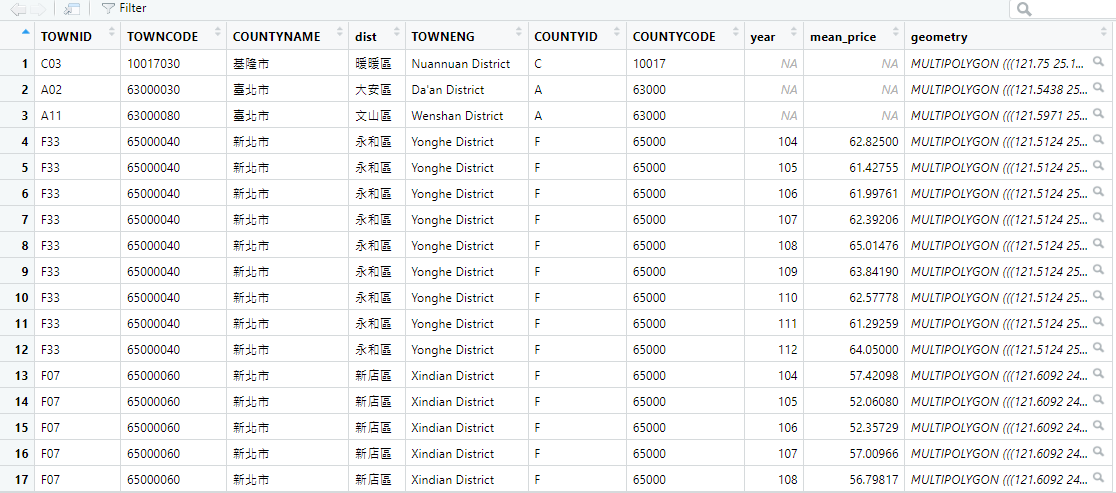 Filter
TOWNID TOWNCODE COUNTYNAME dist TOWNENG COUNTYID COUNTYCODE year mean_price geometry
1 C03 10017030 基隆市 暖暖區 Nuannuan District C 10017 NA NA MULTIPOLYGON (((121.75 25.1...
2 A02 63000030 臺北市 大安區 Da'an District A 63000 NA NA MULTIPOLYGON (((121.5438 25...
3 A11 63000080 臺北市 文山區 Wenshan District A 63000 NA NA MULTIPOLYGON (((121.5971 25...
4 F33 65000040 新北市 永和區 Yonghe District F 65000 104 62.82500 MULTIPOLYGON (((121.5124 25...
5 F33 65000040 新北市 永和區 Yonghe District F 65000 105 61.42755 MULTIPOLYGON (((121.5124 25...
6 F33 65000040 新北市 永和區 Yonghe District F 65000 106 61.99761 MULTIPOLYGON (((121.5124 25...
7 F33 65000040 新北市 永和區 Yonghe District F 65000 107 62.39206 MULTIPOLYGON (((121.5124 25...
8 F33 65000040 新北市 永和區 Yonghe District F 65000 108 65.01476 MULTIPOLYGON (((121.5124 25...
9 F33 65000040 新北市 永和區 Yonghe District F 65000 109 63.84190 MULTIPOLYGON (((121.5124 25...
10 F33 65000040 新北市 永和區 Yonghe District F 65000 110 62.57778 MULTIPOLYGON (((121.5124 25...
11 F33 65000040 新北市 永和區 Yonghe District F 65000 111 61.29259 MULTIPOLYGON (((121.5124 25...
12 F33 65000040 新北市 永和區 Yonghe District F 65000 112 64.05000 MULTIPOLYGON (((121.5124 25...
13 F07 65000060 新北市 新店區 Xindian District F 65000 104 57.42098 MULTIPOLYGON (((121.6092 24...
14 F07 65000060 新北市 新店區 Xindian District F 65000 105 52.06080 MULTIPOLYGON (((121.6092 24...
15 F07 65000060 新北市 新店區 Xindian District F 65000 106 52.35729 MULTIPOLYGON (((121.6092 24...
16 F07 65000060 新北市 新店區 Xindian District F 65000 107 57.00966 MULTIPOLYGON (((121.6092 24...
17 F07 65000060 新北市 新店區 Xindian District F 65000 108 56.79817 MULTIPOLYGON (((121.6092 24...